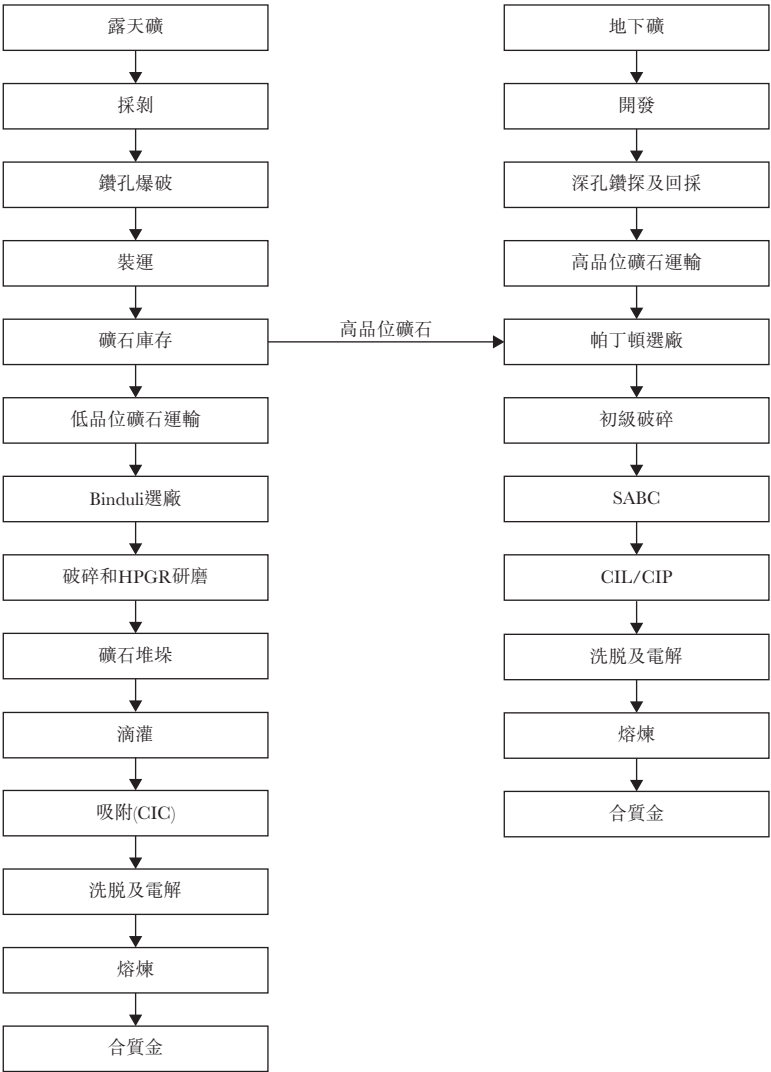 露天礦
採剝
鑽孔爆破
裝運
礦石庫存
低品位礦石運輸
Binduli選廠
破碎和HPGR研磨
礦石堆垛
滴灌
吸附(CIC)
洗脫及電解
熔煉
合質金
高品位礦石
地下礦
開發
深孔鑽探及回採
高品位礦石運輸
帕丁頓選廠
初級破碎
SABC
CIL/CIP
洗脫及電解
熔煉
合質金